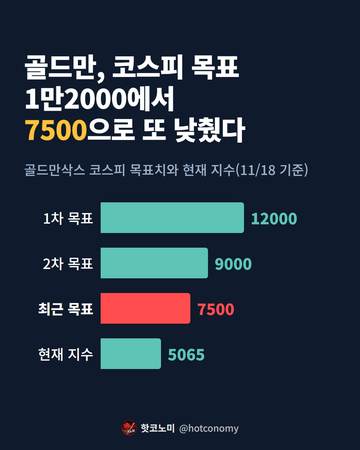 골드만, 코스피 목표
1만2000에서
7500으로 또 낮췄다
골드만삭스 코스피 목표치와 현재 지수(11/18 기준)
1차 목표 12000
2차 목표 9000
최근 목표 7500
현재 지수 5065
핫코노미 @hotconomy